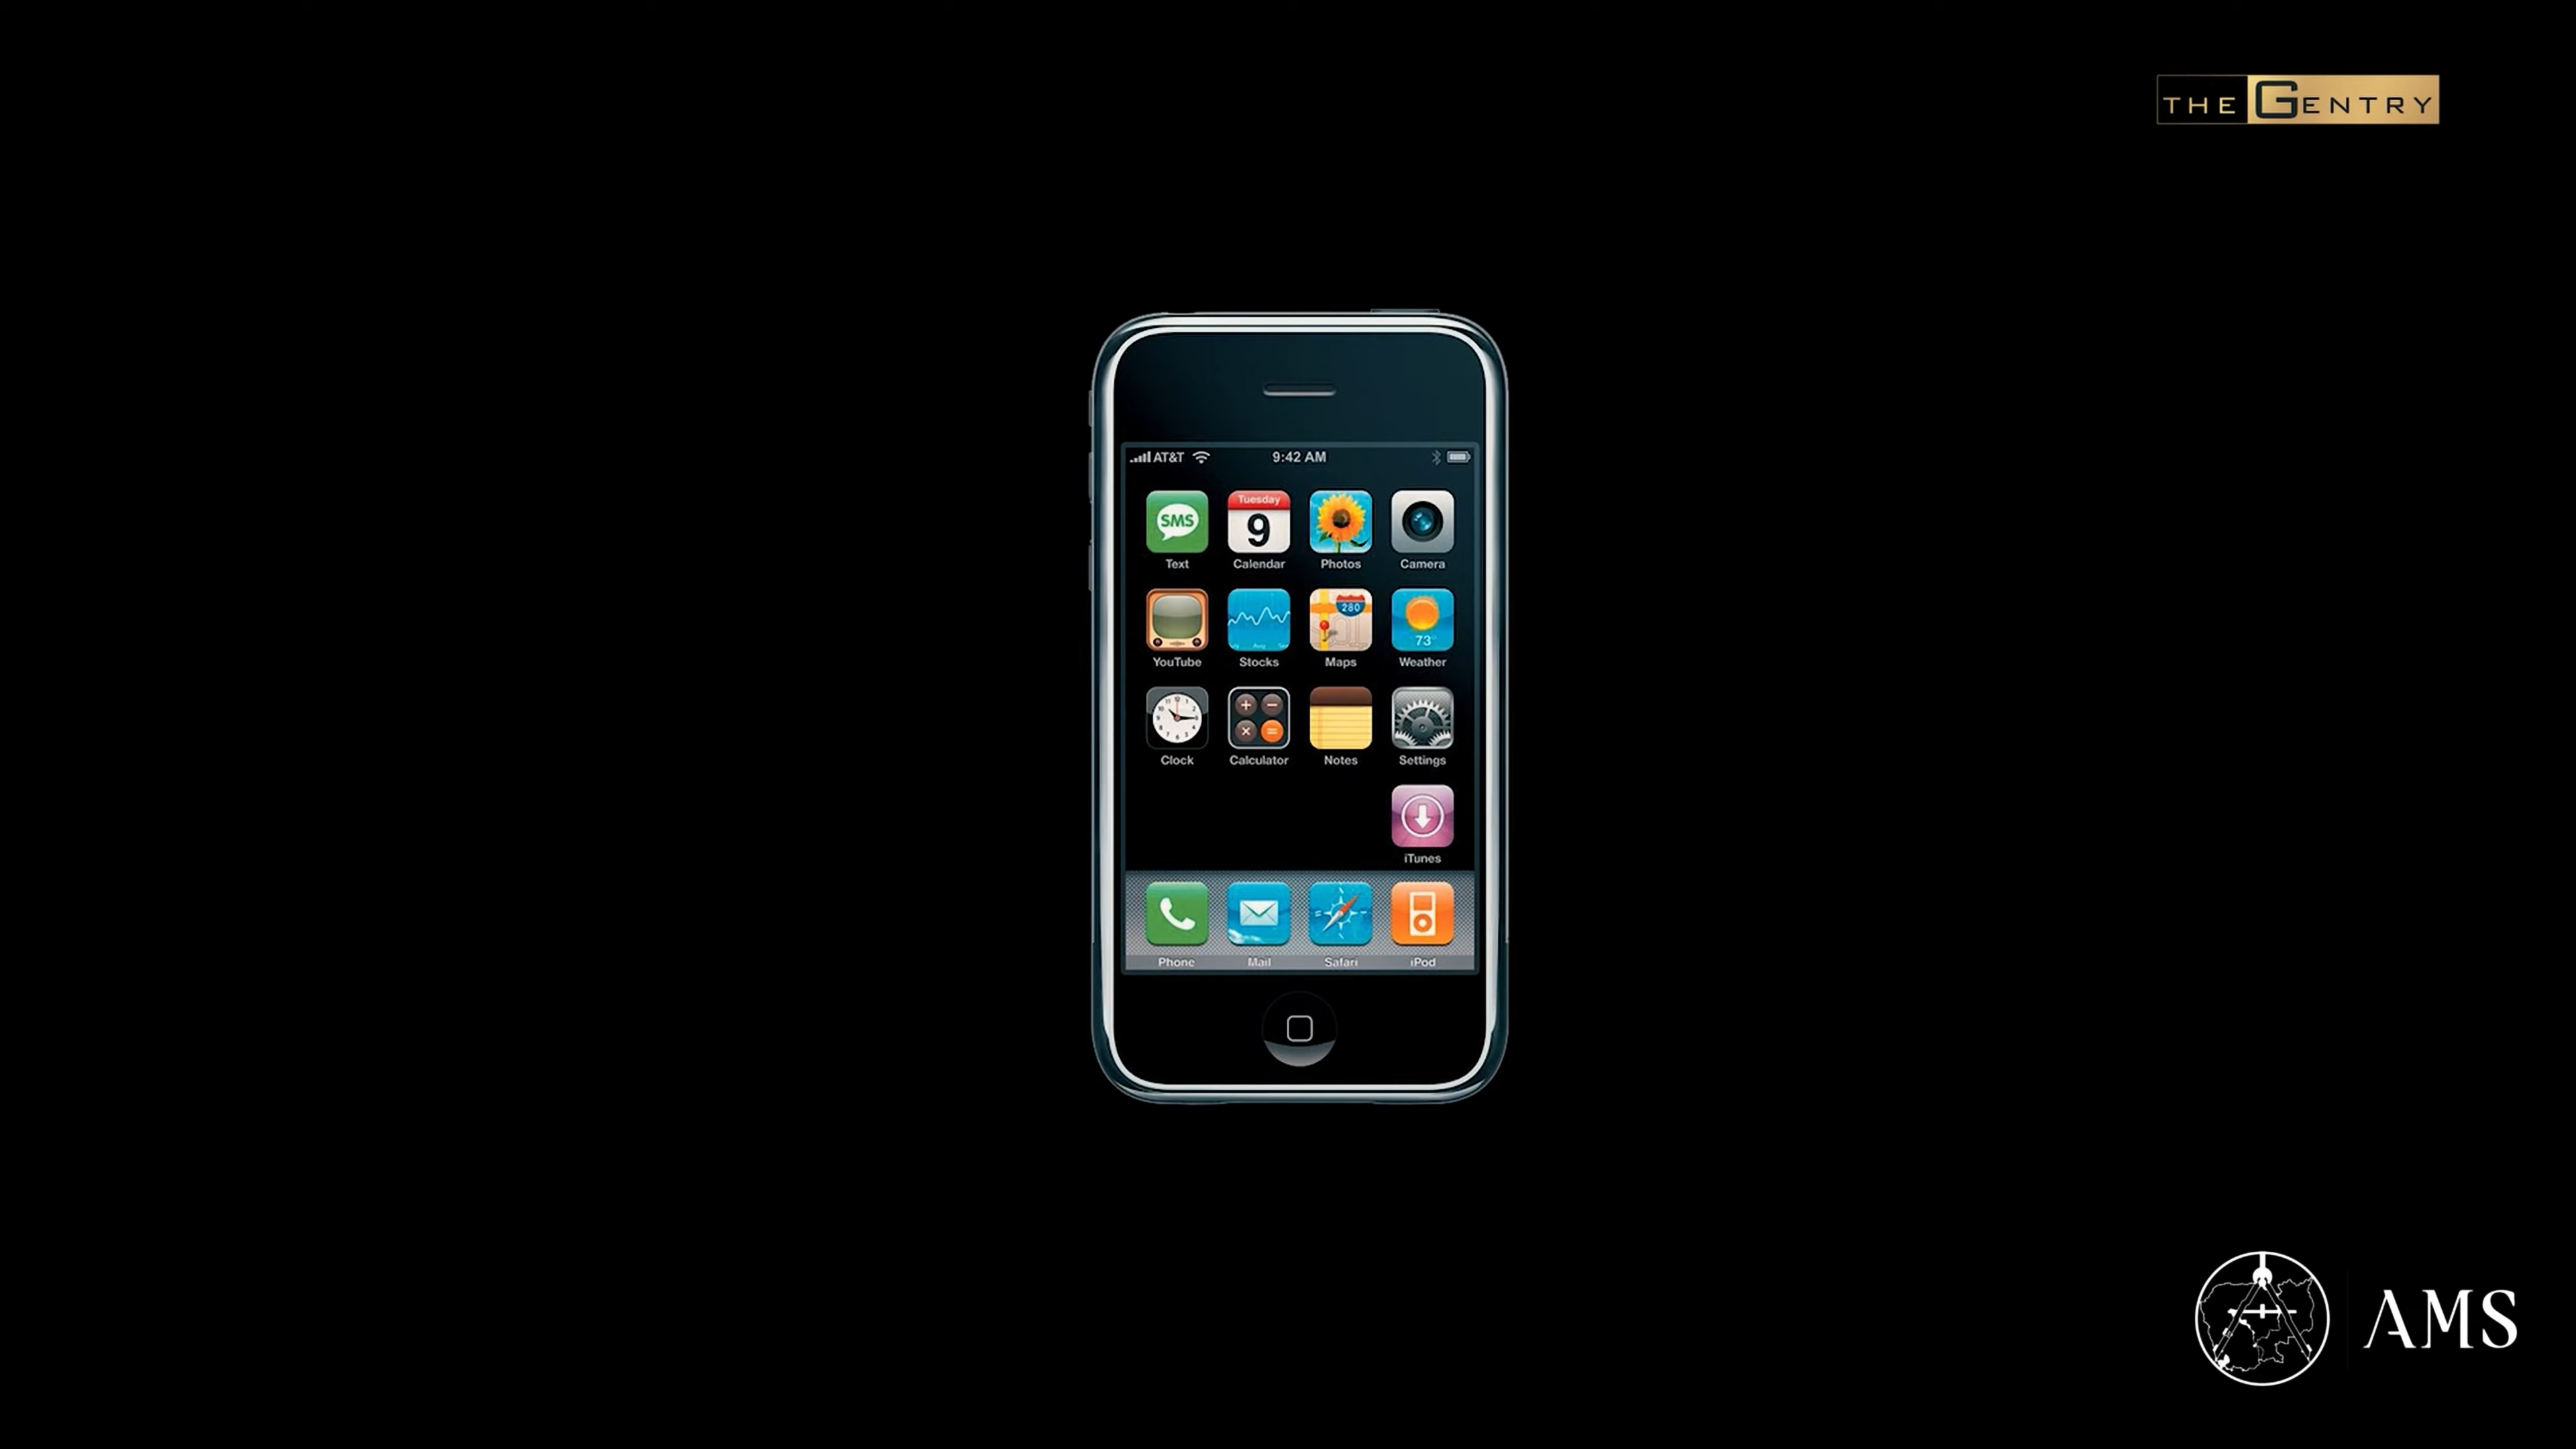 THE GENTRY
AT&T 9:42 AM
Tuesday
SMS 9
Text Calendar Photos Camera
280
73°
YouTube Stocks Maps Weather
Clock Calculator Notes Settings
iTunes
Phone Mail Safari iPod
AMS